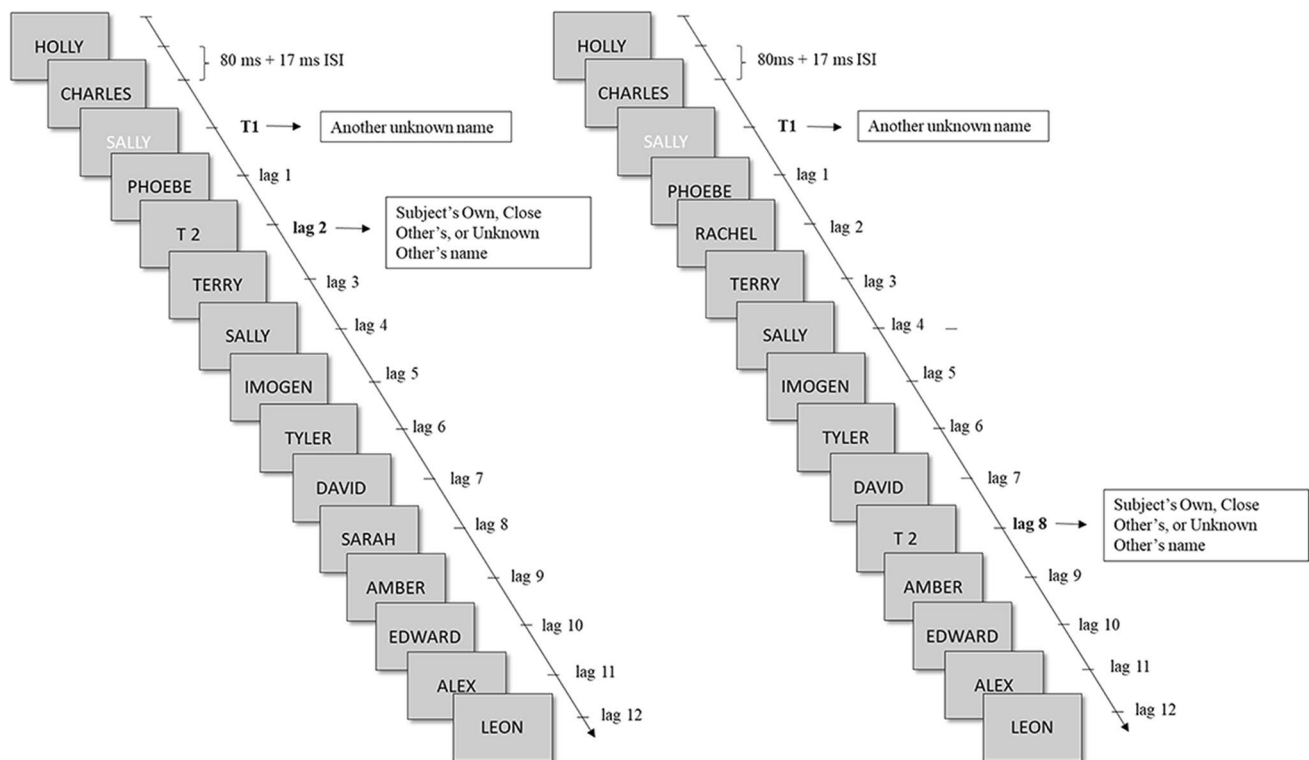 HOLLY
CHARLES
SALLY
PHOEBE
T 2
TERRY
SALLY
IMOGEN
TYLER
DAVID
SARAH
AMBER
EDWARD
ALEX
LEON
80 ms + 17 ms ISI
T1
Another unknown name
lag 1
lag 2
Subject's Own, Close
Other's, or Unknown
Other's name
lag 3
lag 4
lag 5
lag 6
lag 7
lag 8
lag 9
lag 10
lag 11
lag 12
HOLLY
CHARLES
SALLY
PHOEBE
RACHEL
TERRY
SALLY
IMOGEN
TYLER
DAVID
T 2
AMBER
EDWARD
ALEX
LEON
80ms + 17 ms ISI
T1
Another unknown name
lag 1
lag 2
lag 3
lag 4
lag 5
lag 6
lag 7
lag 8
Subject's Own, Close
Other's, or Unknown
Other's name
lag 9
lag 10
lag 11
lag 12